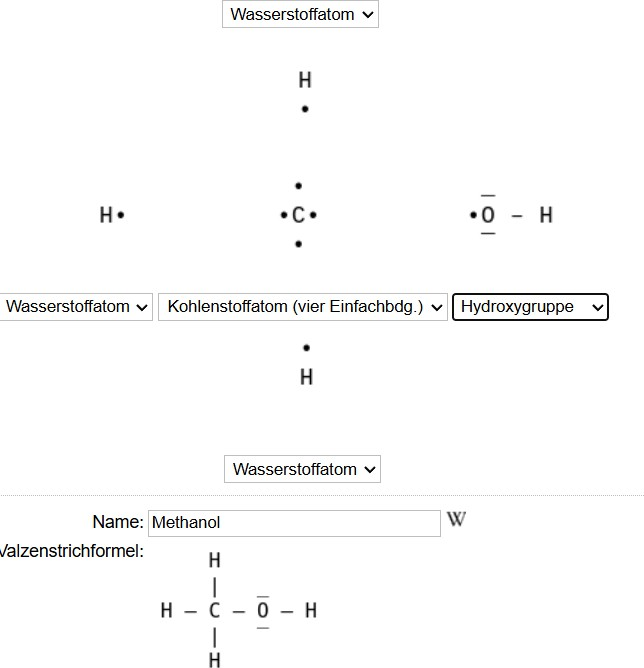 Wasserstoffatom
H
•
•
H• •C• •O – H
•
Wasserstoffatom Kohlenstoffatom (vier Einfachbdg.) Hydroxygruppe
•
H
Wasserstoffatom
Name: Methanol W
Valzenstrichformel:
H
|
H – C – O – H
|
H